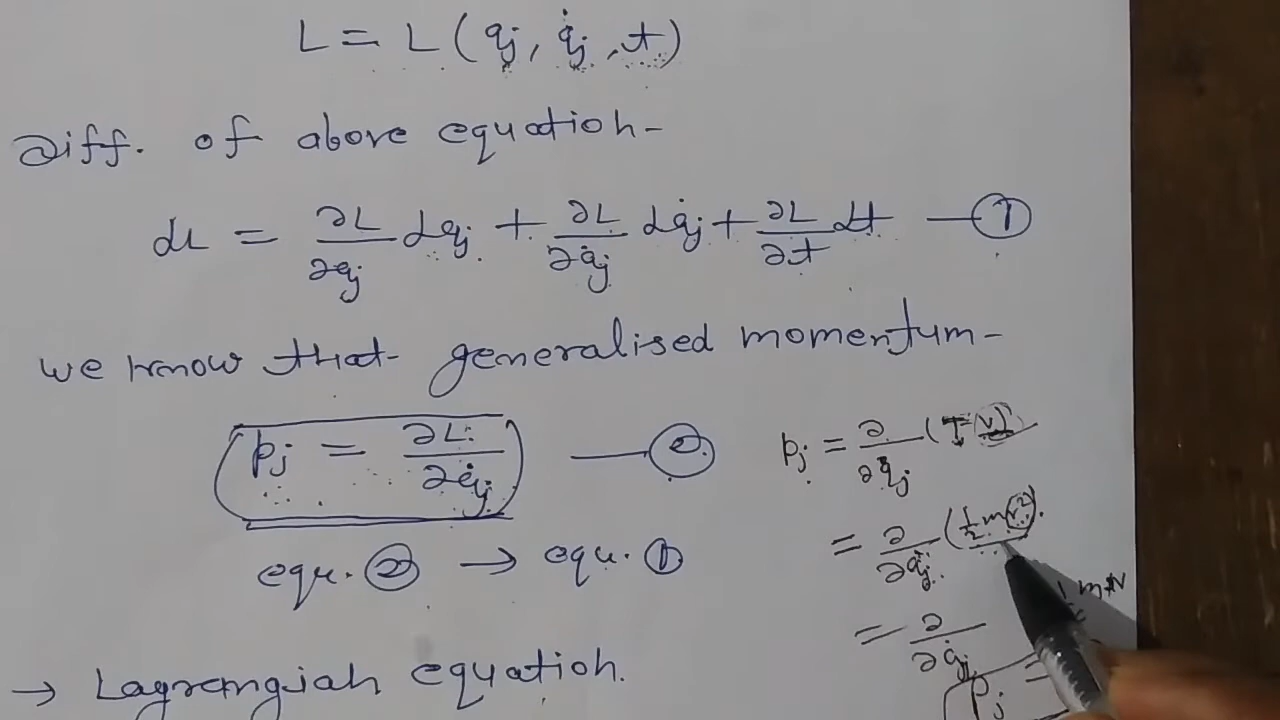 L = L(qj, q̇j, t)
Diff. of above equation-
dL = ∂L/∂qj dqj + ∂L/∂q̇j dq̇j + ∂L/∂t dt — ①
we know that- generalised momentum-
pj = ∂L/∂q̇j — ②
pj = ∂/∂q̇j (T-V)
= ∂/∂q̇j (½mv²).
equ. ② → equ. ①
= ∂/∂q̇j
pj =
→ Lagrangian equation.